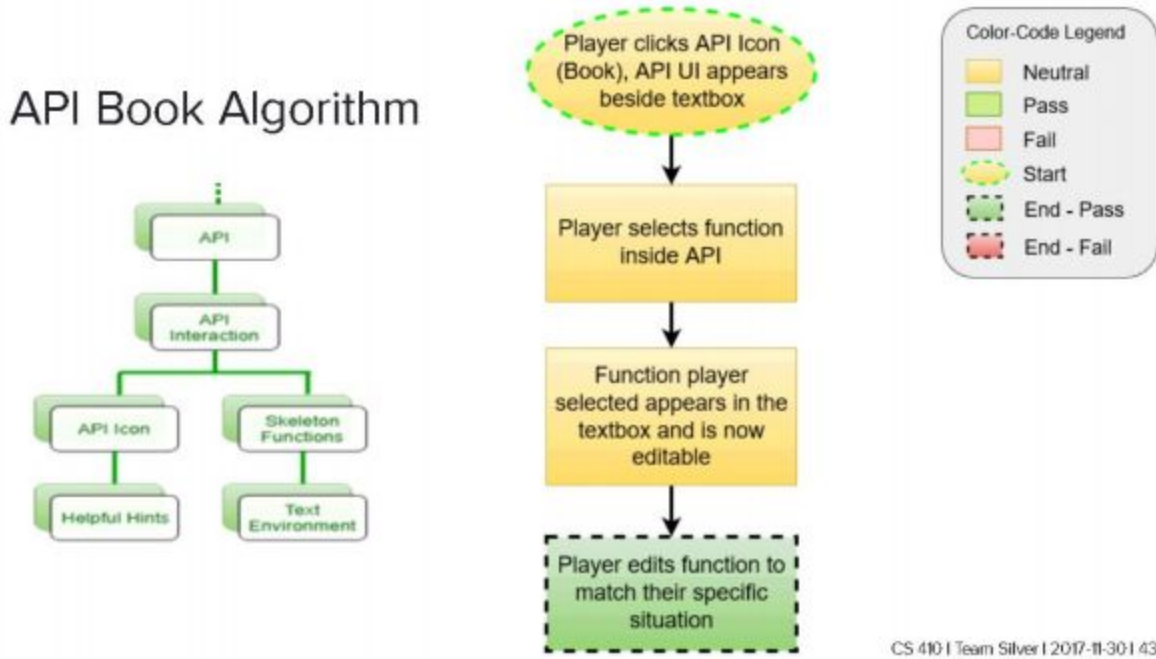 API Book Algorithm
API
API
Interaction
API Icon
Skeleton
Functions
Helpful Hints
Text
Environment
Player clicks API Icon
(Book), API UI appears
beside textbox
Player selects function
inside API
Function player
selected appears in the
textbox and is now
editable
Player edits function to
match their specific
situation
Color-Code Legend
Neutral
Pass
Fail
Start
End - Pass
End - Fail
CS 410 I Team Silver I 2017-11-30 I 43